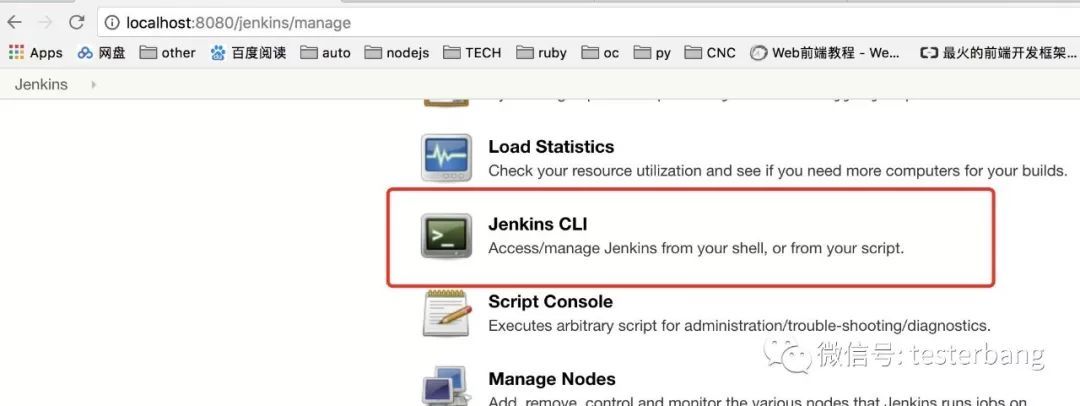 localhost:8080/jenkins/manage
Apps 网盘 other 百度阅读 auto nodejs TECH ruby oc py CNC Web前端教程 - We... 最火的前端开发框架...
Jenkins
Load Statistics
Check your resource utilization and see if you need more computers for your builds.
Jenkins CLI
Access/manage Jenkins from your shell, or from your script.
Script Console
Executes arbitrary script for administration/trouble-shooting/diagnostics.
微信号: testerbang
Manage Nodes
Add, remove, control and monitor the various nodes that Jenkins runs jobs on.